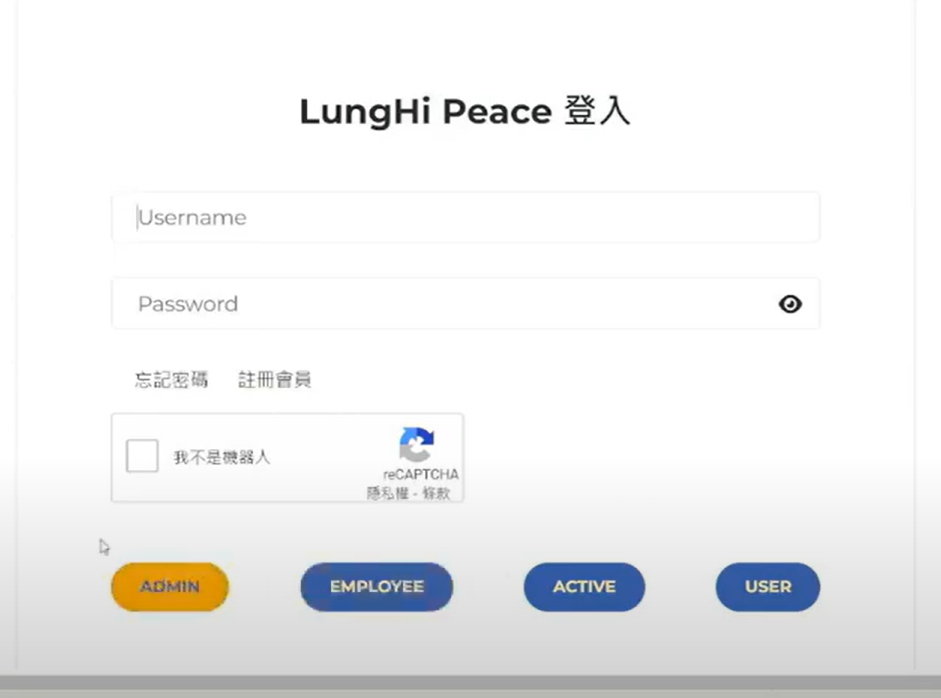 LungHi Peace 登入
Username
Password
忘記密碼 註冊會員
我不是機器人
reCAPTCHA
隱私權 - 條款
ADMIN EMPLOYEE ACTIVE USER